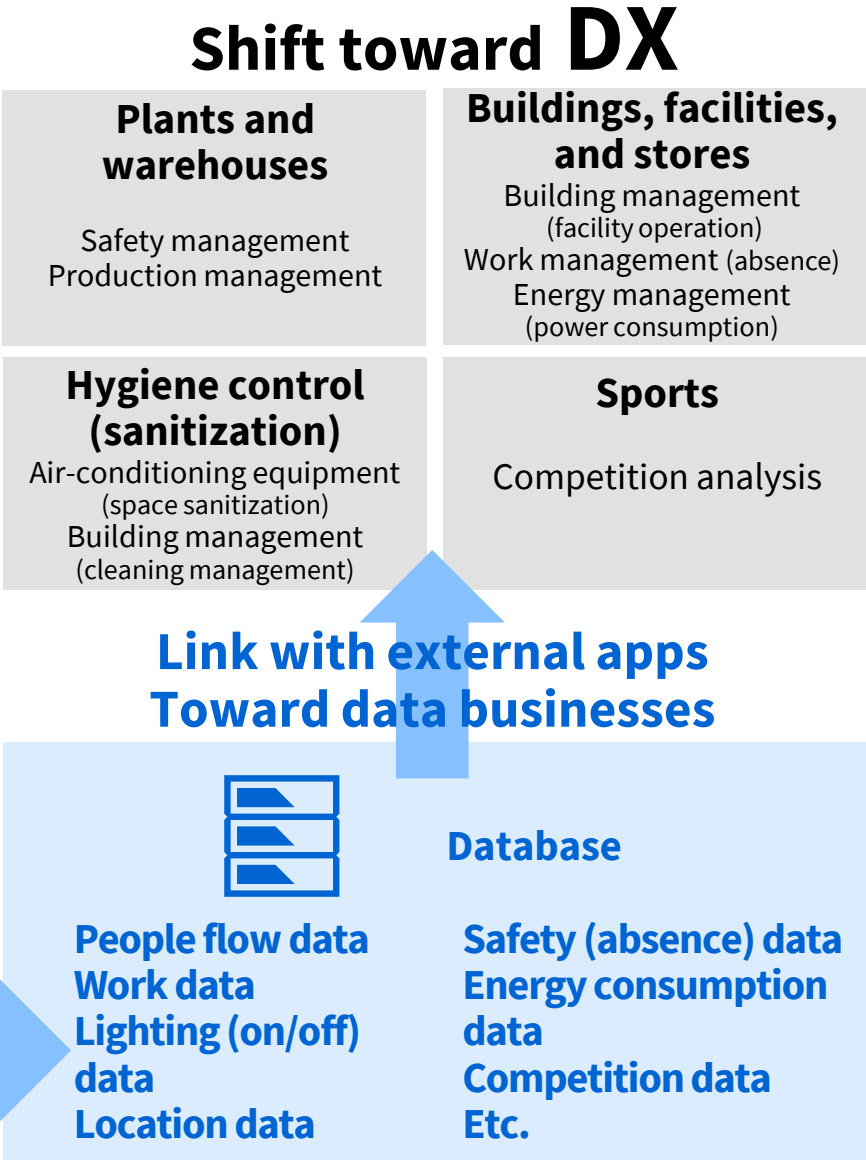 Shift toward DX
Plants and
warehouses
Safety management
Production management
Buildings, facilities,
and stores
Building management
(facility operation)
Work management (absence)
Energy management
(power consumption)
Hygiene control
(sanitization)
Air-conditioning equipment
(space sanitization)
Building management
(cleaning management)
Sports
Competition analysis
Link with external apps
Toward data businesses
Database
People flow data
Work data
Lighting (on/off)
data
Location data
Safety (absence) data
Energy consumption
data
Competition data
Etc.